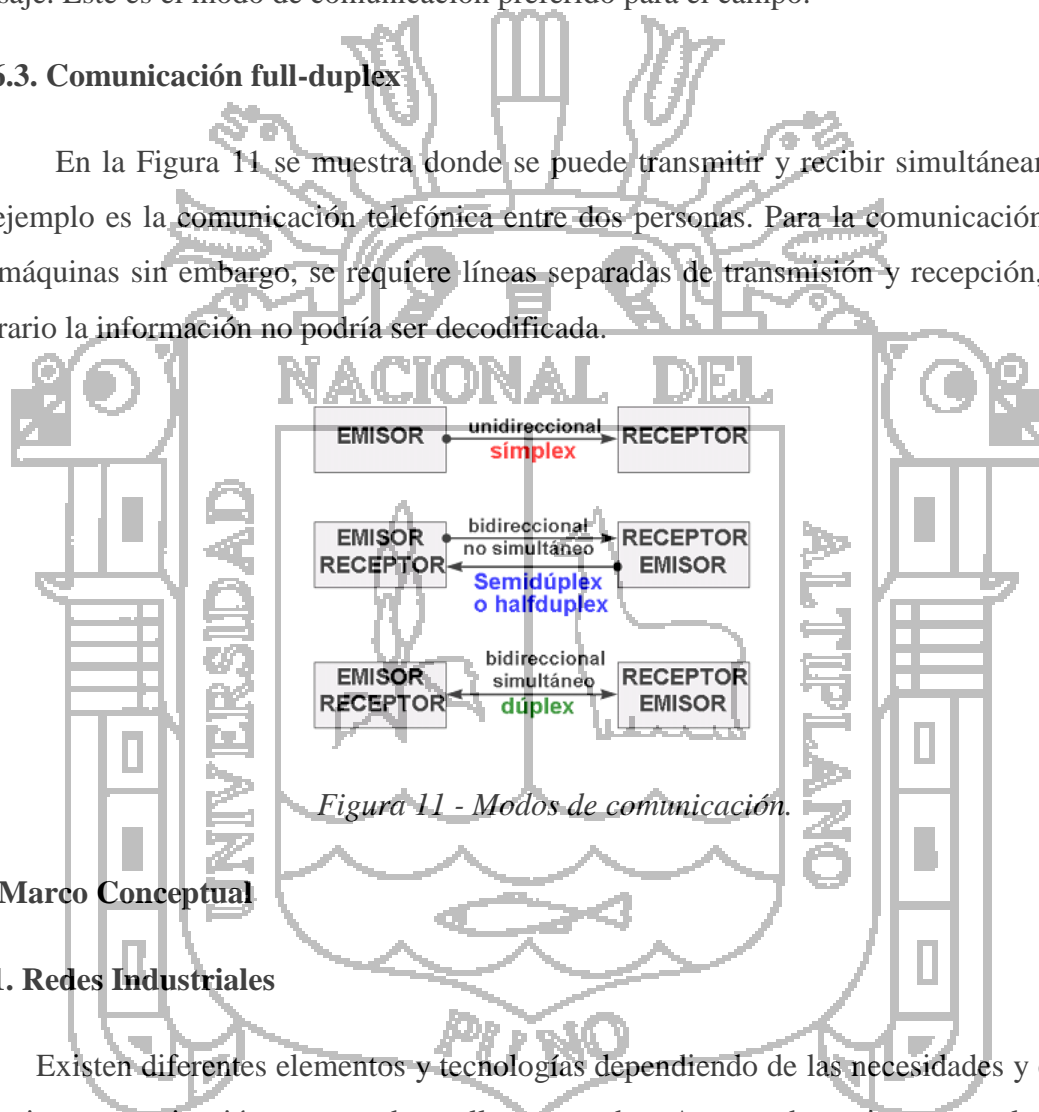 saje. Este es el modo de comunicación preferido para el campo.
6.3. Comunicación full-duplex
En la Figura 11 se muestra donde se puede transmitir y recibir simultánear
ejemplo es la comunicación telefónica entre dos personas. Para la comunicación
máquinas sin embargo, se requiere líneas separadas de transmisión y recepción,
rario la información no podría ser decodificada.
NACIONAL DEL
EMISOR unidireccional símplex RECEPTOR
EMISOR RECEPTOR
bidireccional
no simultáneo
Semidúplex
o halfduplex
RECEPTOR EMISOR
EMISOR RECEPTOR
bidireccional
simultáneo
dúplex
RECEPTOR EMISOR
UNIVERSIDAD
ALTIPLANO
Figura 11 - Modos de comunicación.
Marco Conceptual
1. Redes Industriales
PUNO
Existen diferentes elementos y tecnologías dependiendo de las necesidades y